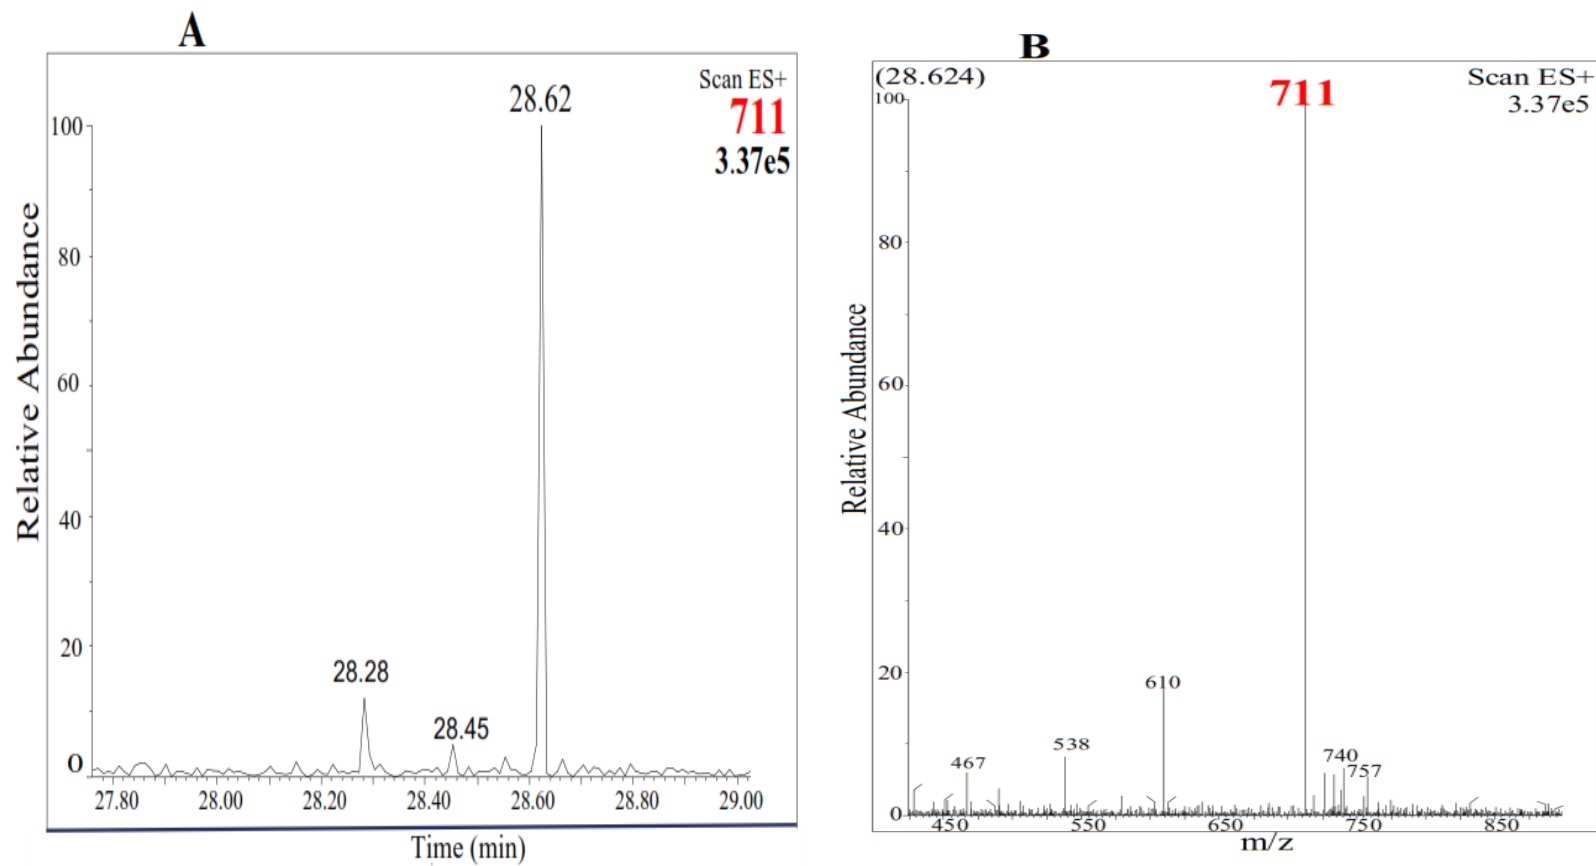 A
Scan ES+
711
3.37e5
28.62
100
80
60
40
20
0
28.28
28.45
27.80 28.00 28.20 28.40 28.60 28.80 29.00
Relative Abundance
Time (min)
B
(28.624)
711
Scan ES+
3.37e5
100
80
60
40
20
0
610
538
467
740
757
450 550 650 750 850
Relative Abundance
m/z